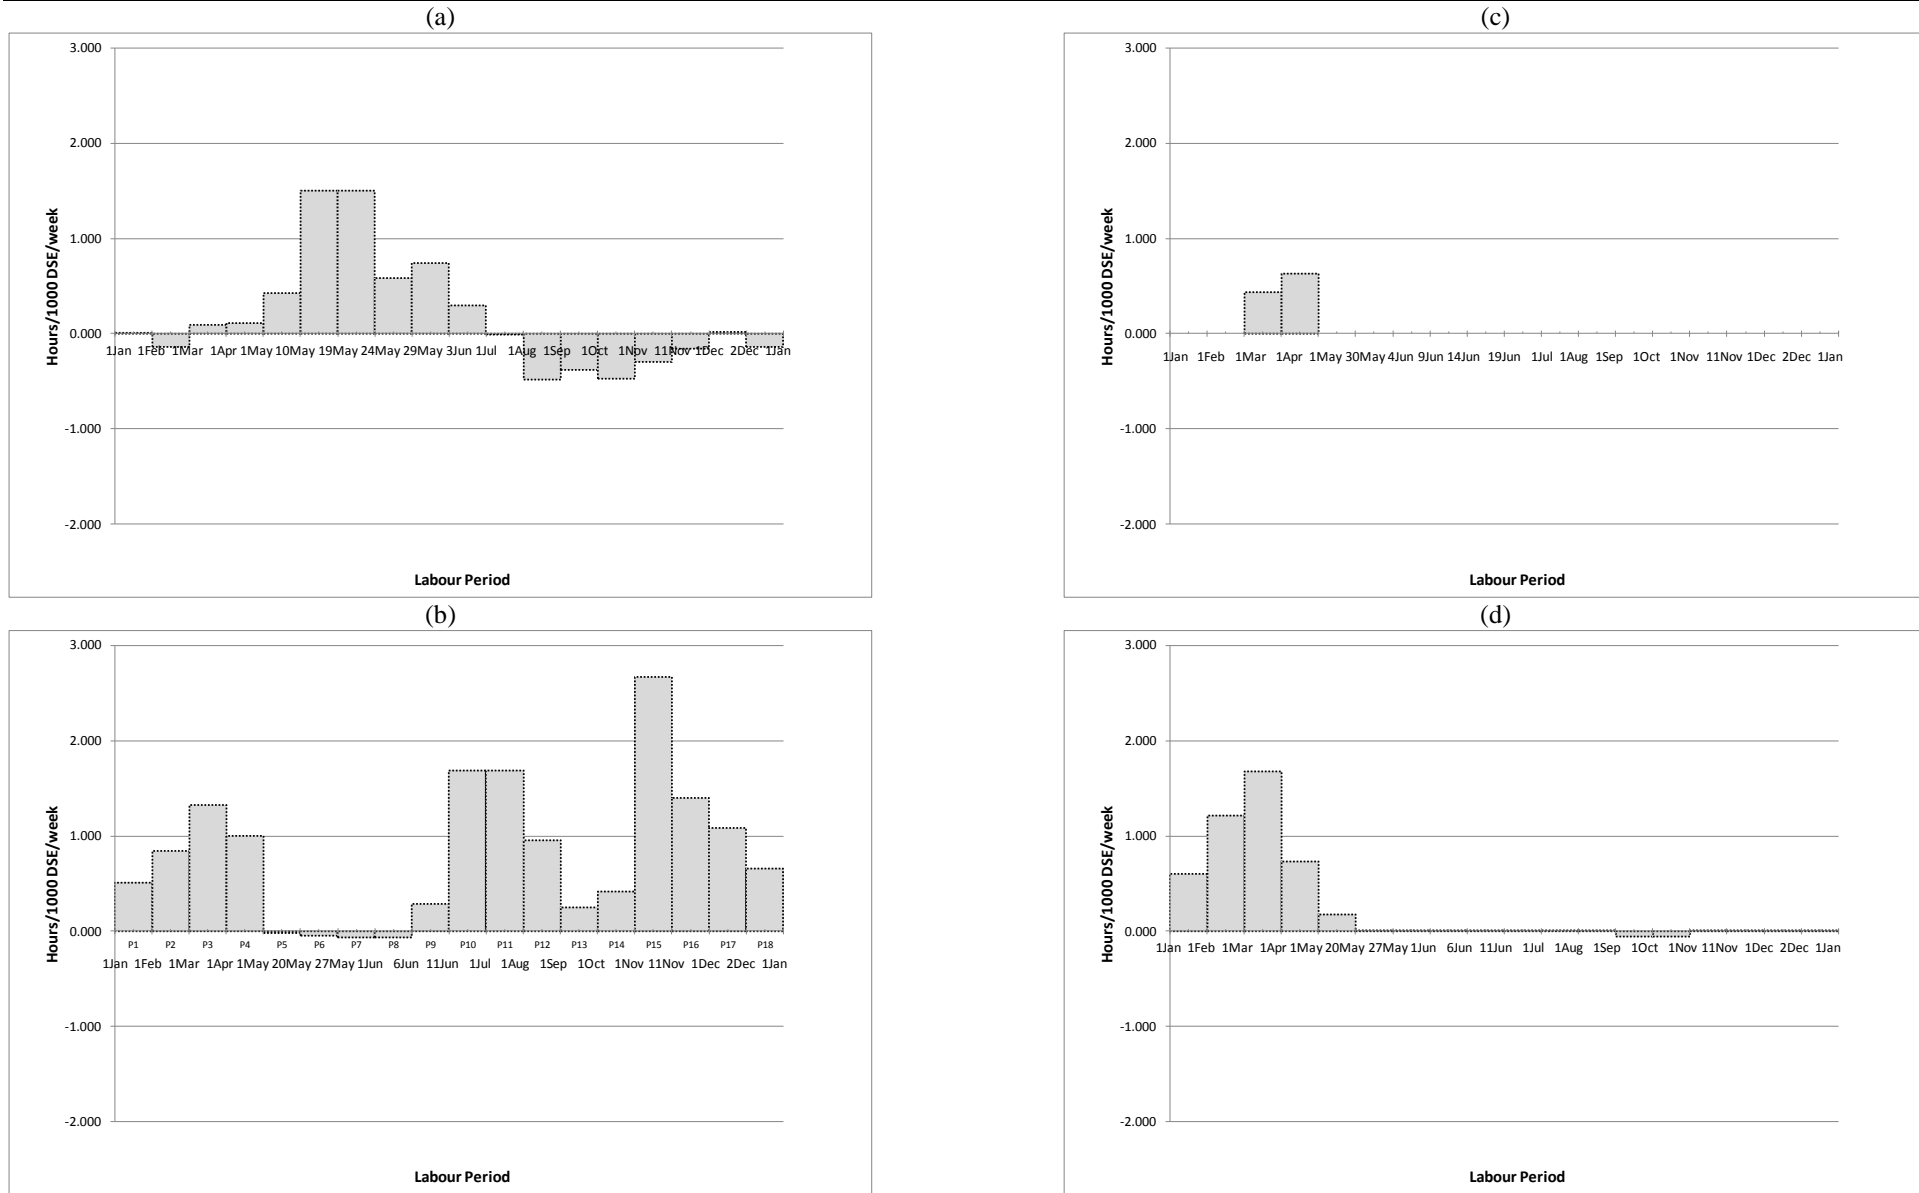 (a)
3.000
2.000
1.000
0.000
-1.000
-2.000
Hours/1000 DSE/week
1Jan 1Feb 1Mar 1Apr 1May 10May 19May 24May 29May 3Jun 1Jul 1Aug 1Sep 1Oct 1Nov 11Nov 1Dec 2Dec 1Jan
Labour Period
(c)
3.000
2.000
1.000
0.000
-1.000
-2.000
Hours/1000 DSE/week
1Jan 1Feb 1Mar 1Apr 1May 30May 4Jun 9Jun 14Jun 19Jun 1Jul 1Aug 1Sep 1Oct 1Nov 11Nov 1Dec 2Dec 1Jan
Labour Period
(b)
3.000
2.000
1.000
0.000
-1.000
-2.000
Hours/1000 DSE/week
P1 P2 P3 P4 P5 P6 P7 P8 P9 P10 P11 P12 P13 P14 P15 P16 P17 P18
1Jan 1Feb 1Mar 1Apr 1May 20May 27May 1Jun 6Jun 11Jun 1Jul 1Aug 1Sep 1Oct 1Nov 11Nov 1Dec 2Dec 1Jan
Labour Period
(d)
3.000
2.000
1.000
0.000
-1.000
-2.000
Hours/1000 DSE/week
1Jan 1Feb 1Mar 1Apr 1May 20May 27May 1Jun 6Jun 11Jun 1Jul 1Aug 1Sep 1Oct 1Nov 11Nov 1Dec 2Dec 1Jan
Labour Period